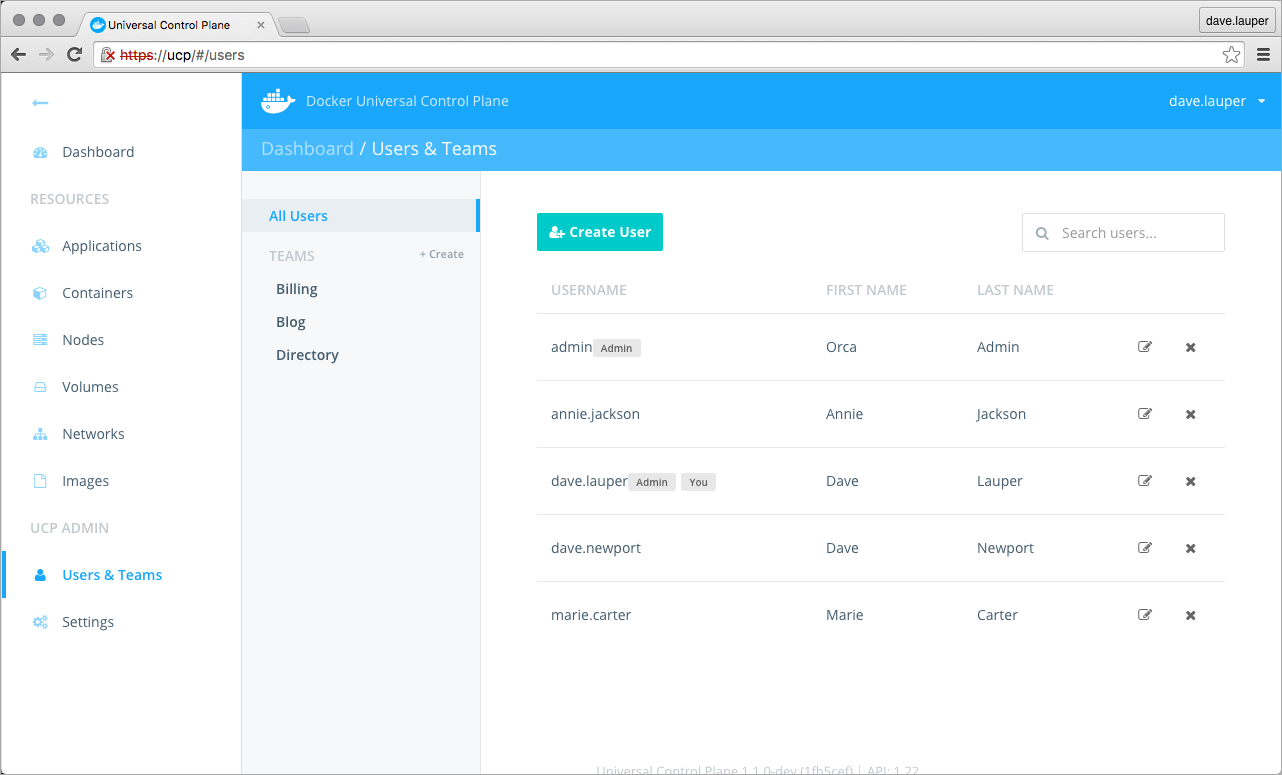 Universal Control Plane
dave.lauper
https://ucp/#/users
Docker Universal Control Plane
dave.lauper
Dashboard / Users & Teams
Dashboard
RESOURCES
Applications
Containers
Nodes
Volumes
Networks
Images
UCP ADMIN
Users & Teams
Settings
All Users
TEAMS + Create
Billing
Blog
Directory
Create User
Search users...
USERNAME FIRST NAME LAST NAME
admin Admin Orca Admin
annie.jackson Annie Jackson
dave.lauper Admin You Dave Lauper
dave.newport Dave Newport
marie.carter Marie Carter
Universal Control Plane 1.1.0-dev (1fb5cef) | API: 1.22